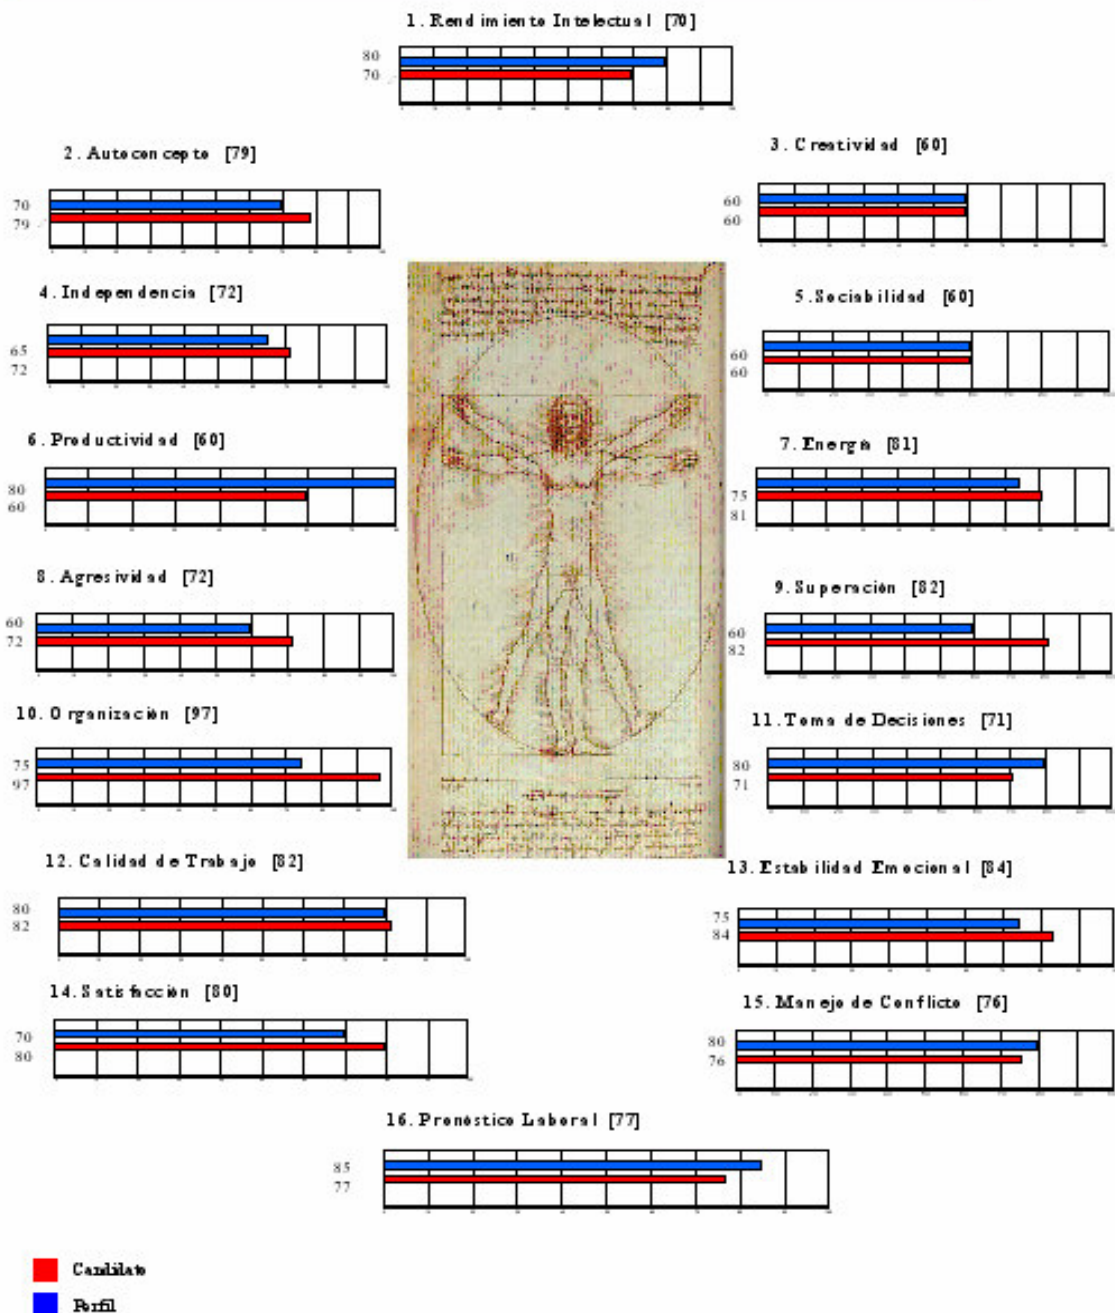 1. Rendimiento Intelectual [70]
80
70
2. Autoconcepto [79]
70
79
3. Creatividad [60]
60
60
4. Independencia [72]
65
72
5. Sociabilidad [60]
60
60
6. Productividad [60]
80
60
7. Energía [81]
75
81
8. Agresividad [72]
60
72
9. Superación [82]
60
82
10. Organización [97]
75
97
11. Toma de Decisiones [71]
80
71
12. Calidad de Trabajo [82]
80
82
13. Estabilidad Emocional [84]
75
84
14. Satisfacción [80]
70
80
15. Manejo de Conflicto [76]
80
76
16. Pronóstico Laboral [77]
85
77
Candidato
Perfil